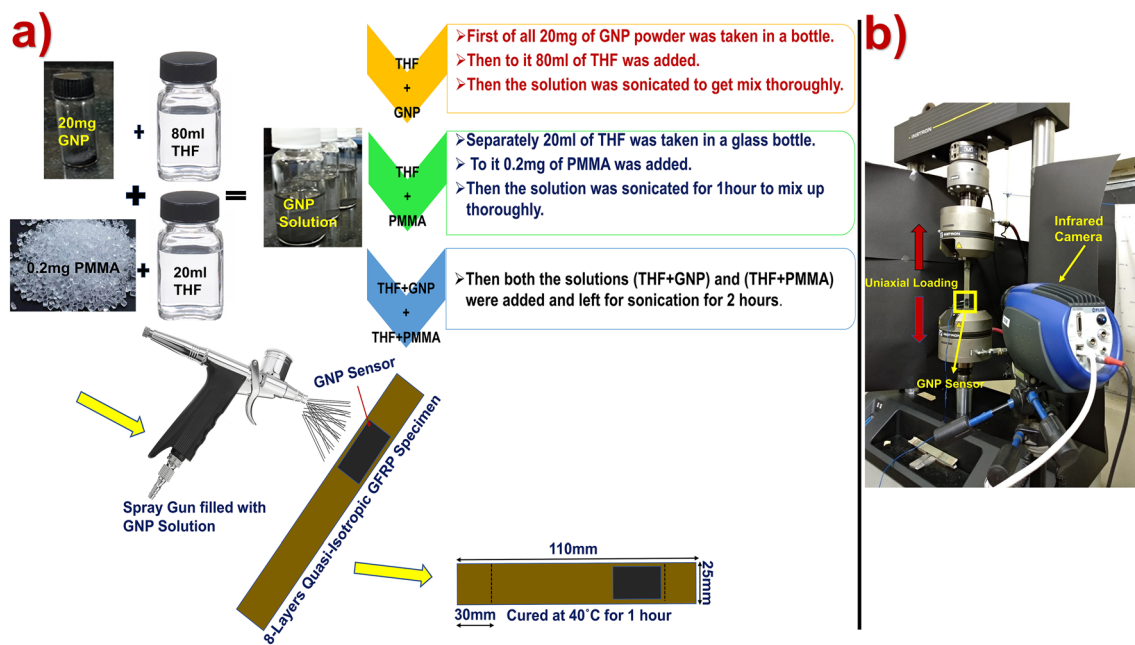 a)
20mg
GNP
+
80ml
THF
+
=
0.2mg PMMA
+
20ml
THF
GNP
Solution
THF
+
GNP
➢First of all 20mg of GNP powder was taken in a bottle.
➢Then to it 80ml of THF was added.
➢Then the solution was sonicated to get mix thoroughly.
THF
+
PMMA
➢Separately 20ml of THF was taken in a glass bottle.
➢ To it 0.2mg of PMMA was added.
➢Then the solution was sonicated for 1hour to mix up
thoroughly.
THF+GNP
+
THF+PMMA
➢Then both the solutions (THF+GNP) and (THF+PMMA)
were added and left for sonication for 2 hours.
GNP Sensor
8-Layers Quasi-Isotropic GFRP Specimen
Spray Gun filled with
GNP Solution
110mm
25mm
30mm
Cured at 40˚C for 1 hour
b)
INSTRON
INSTRON
Infrared
Camera
Uniaxial Loading
FLIR
GNP Sensor